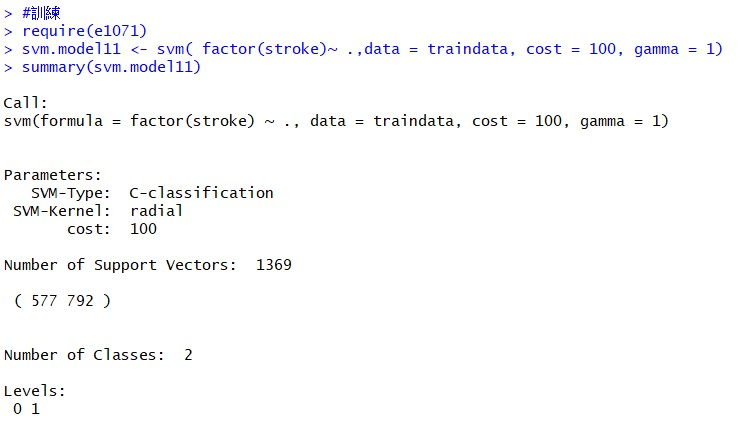 > #訓練
> require(e1071)
> svm.model11 <- svm( factor(stroke)~ .,data = traindata, cost = 100, gamma = 1)
> summary(svm.model11)
Call:
svm(formula = factor(stroke) ~ ., data = traindata, cost = 100, gamma = 1)
Parameters:
SVM-Type: C-classification
SVM-Kernel: radial
cost: 100
Number of Support Vectors: 1369
( 577 792 )
Number of Classes: 2
Levels:
0 1